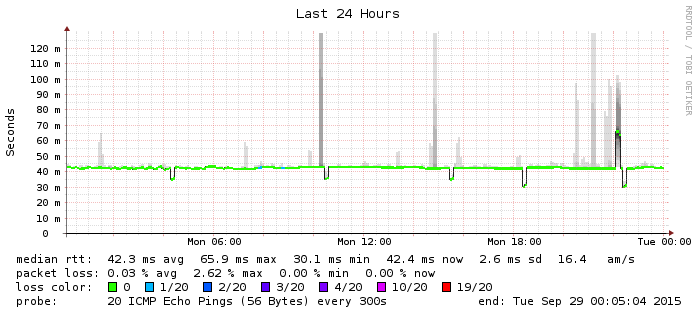 Last 24 Hours
RRDTOOL / TOBI OETIKER
Seconds
120 m
110 m
100 m
90 m
80 m
70 m
60 m
50 m
40 m
30 m
20 m
10 m
0
Mon 06:00 Mon 12:00 Mon 18:00 Tue 00:00
median rtt: 42.3 ms avg 65.9 ms max 30.1 ms min 42.4 ms now 2.6 ms sd 16.4 am/s
packet loss: 0.03 % avg 2.62 % max 0.00 % min 0.00 % now
loss color: 0 1/20 2/20 3/20 4/20 10/20 19/20
probe: 20 ICMP Echo Pings (56 Bytes) every 300s end: Tue Sep 29 00:05:04 2015